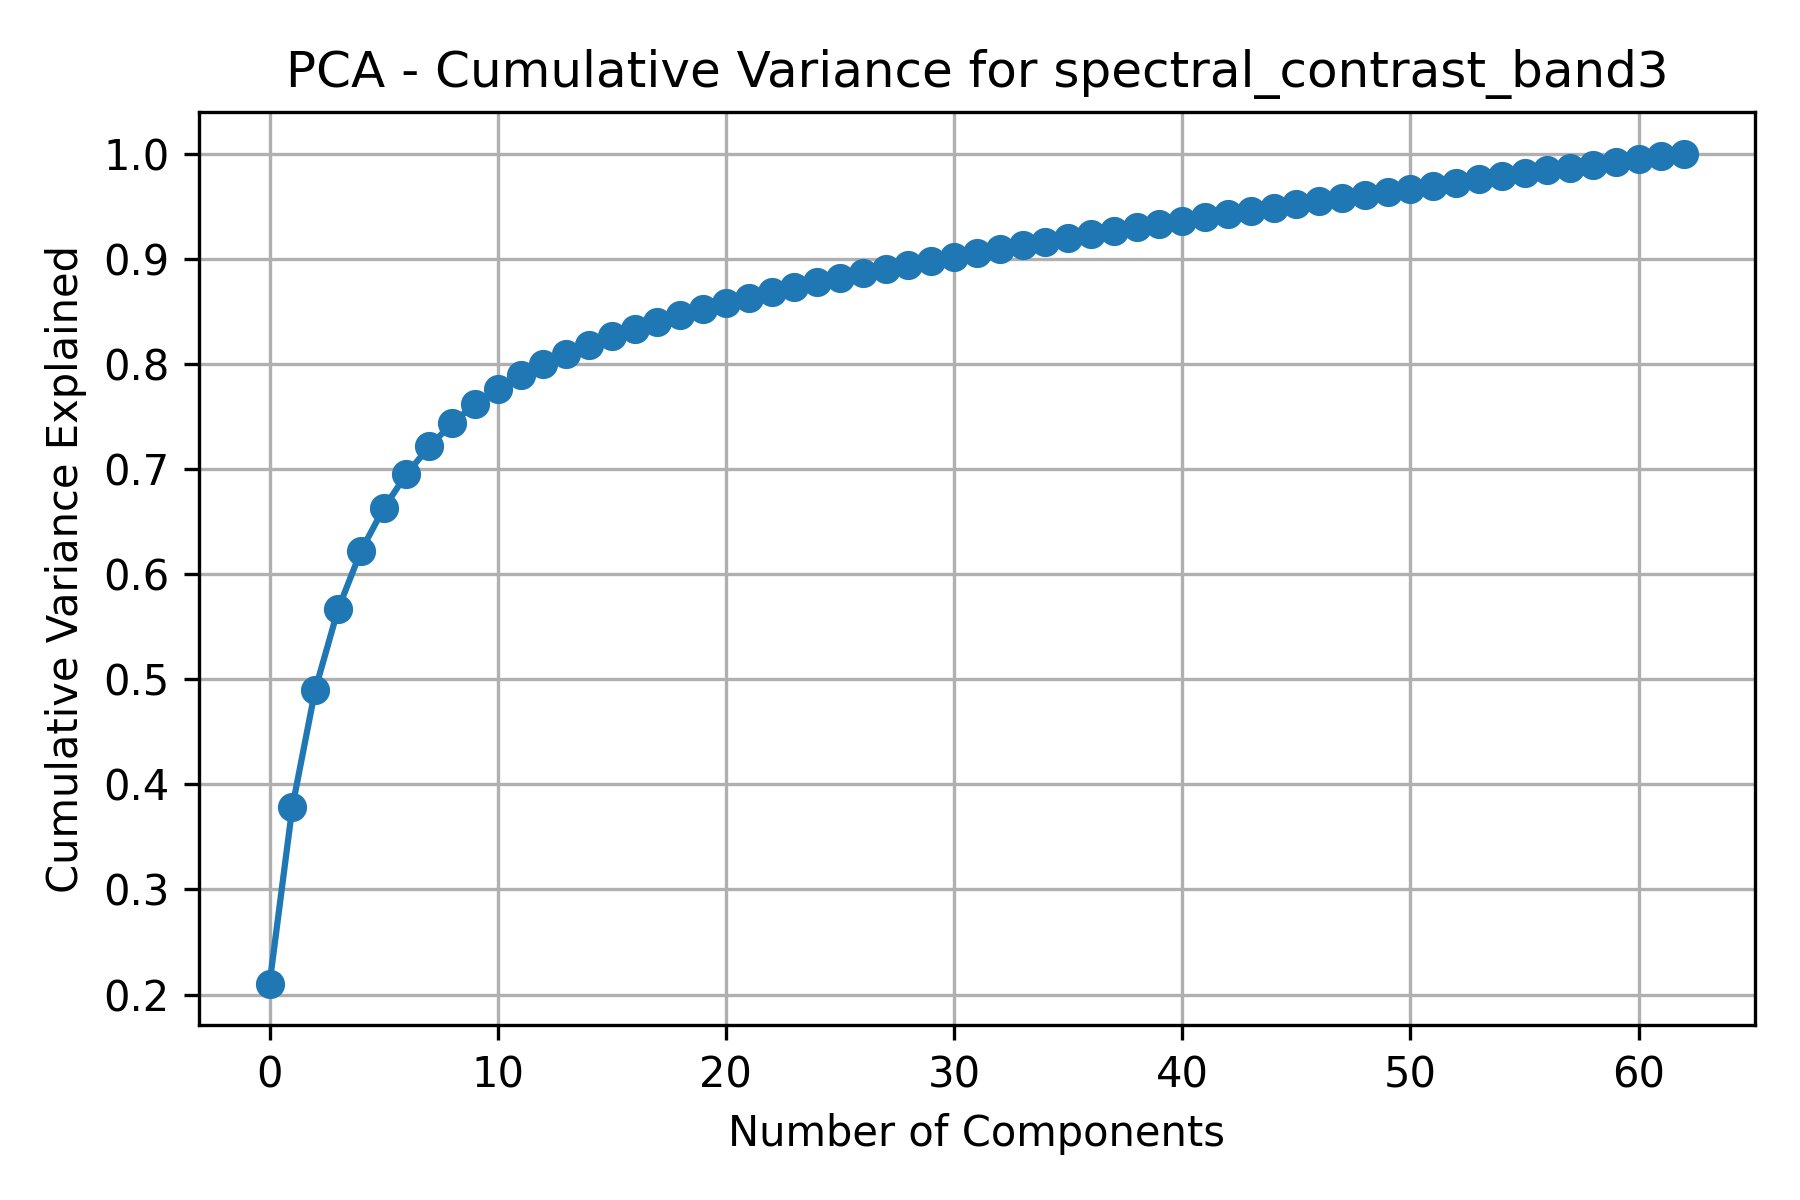 PCA - Cumulative Variance for spectral_contrast_band3
Cumulative Variance Explained
1.0
0.9
0.8
0.7
0.6
0.5
0.4
0.3
0.2
0 10 20 30 40 50 60
Number of Components